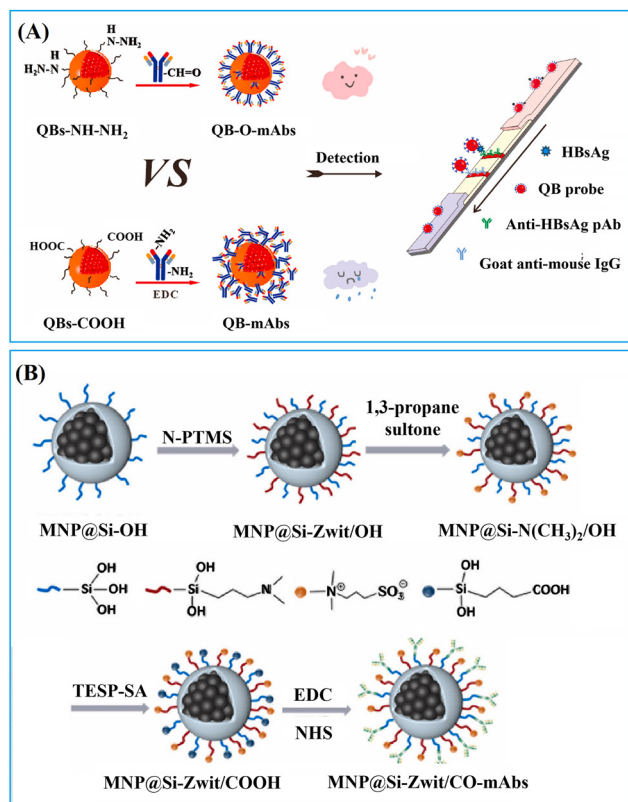 (A)
H
N-NH₂
H
H₂N-N
-CH=O
QBs-NH-NH₂
QB-O-mAbs
VS
Detection
HBsAg
QB probe
Anti-HBsAg pAb
Goat anti-mouse IgG
HOOC
COOH
-NH₂
-NH₂
EDC
QBs-COOH
QB-mAbs
(B)
N-PTMS
1,3-propane
sultone
MNP@Si-OH
MNP@Si-Zwit/OH
MNP@Si-N(CH₃)₂/OH
OH
Si
OH
OH
OH
Si
OH
N
N⊕
SO₃⊖
OH
Si
OH
COOH
TESP-SA
EDC
NHS
MNP@Si-Zwit/COOH
MNP@Si-Zwit/CO-mAbs